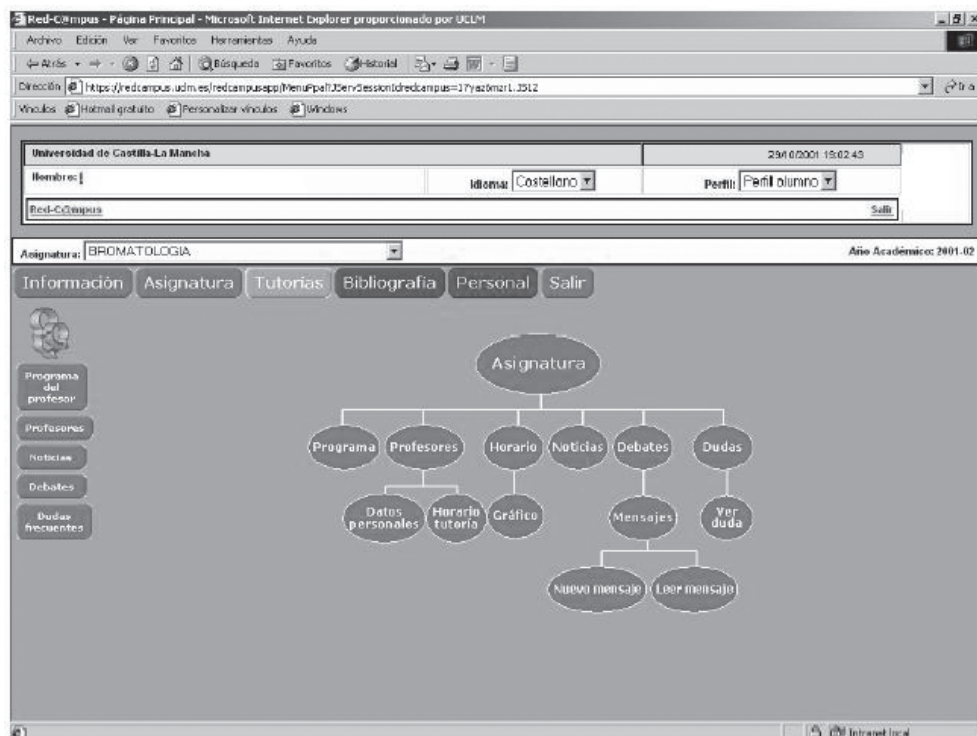 Red-C@mpus - Página Principal - Microsoft Internet Explorer proporcionado por UCLM
Archivo Edición Ver Favoritos Herramientas Ayuda
Atrás Búsqueda Favoritos Historial
Dirección
Vínculos Hotmail gratuito Personalizar vínculos Windows
Universidad de Castilla-La Mancha 29/10/2001 19:02:43
Nombre: Idioma: Castellano Perfil: Perfil alumno
Red-C@mpus Salir
Asignatura: BROMATOLOGIA Año Académico: 2001-02
Información Asignatura Tutorías Bibliografía Personal Salir
Programa
del
profesor
Profesores
Noticias
Debates
Dudas
frecuentes
Asignatura
Programa Profesores Horario Noticias Debates Dudas
Datos
personales
Horario
tutoría
Gráfico
Mensajes
Ver
duda
Nuevo mensaje Leer mensaje
Intranet local